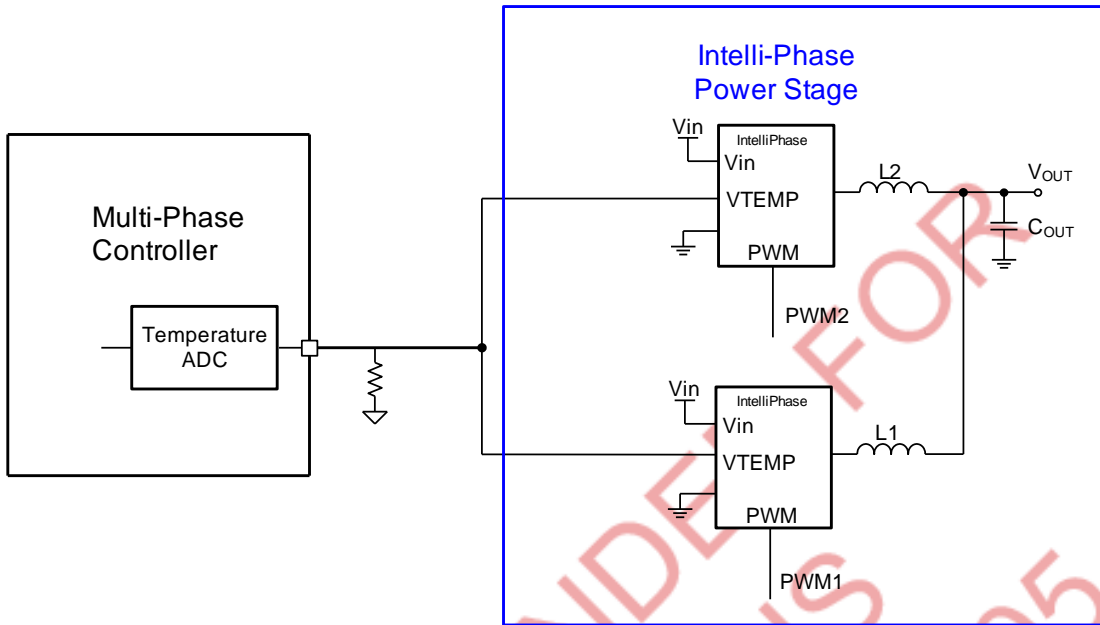 Intelli-Phase
Power Stage
Multi-Phase
Controller
Temperature
ADC
Vin
IntelliPhase
Vin
VTEMP
PWM
PWM2
L2
VOUT
COUT
Vin
IntelliPhase
Vin
VTEMP
PWM
PWM1
L1
FOR